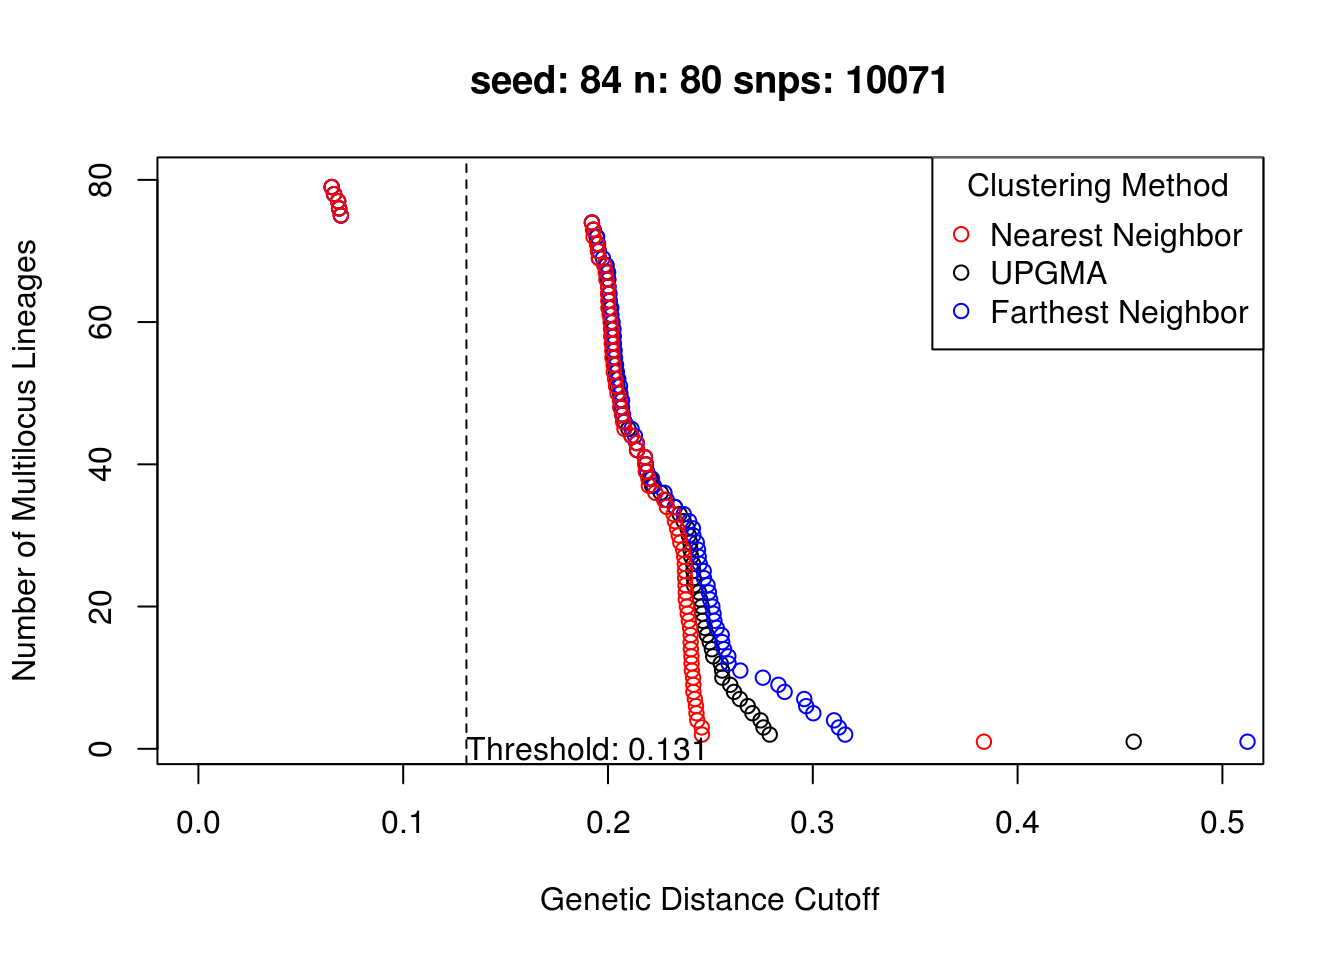 seed: 84 n: 80 snps: 10071
Number of Multilocus Lineages
80
60
40
20
0
Clustering Method
Nearest Neighbor
UPGMA
Farthest Neighbor
Threshold: 0.131
0.0 0.1 0.2 0.3 0.4 0.5
Genetic Distance Cutoff